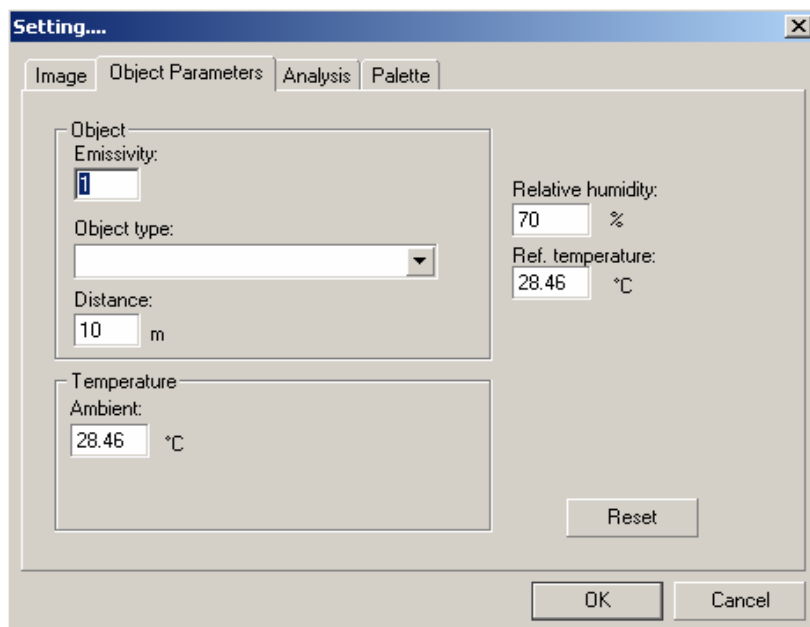 Setting....
Image Object Parameters Analysis Palette
Object
Emissivity:
1
Object type:
Distance:
10 m
Relative humidity:
70 %
Ref. temperature:
28.46 °C
Temperature
Ambient:
28.46 °C
Reset
OK Cancel